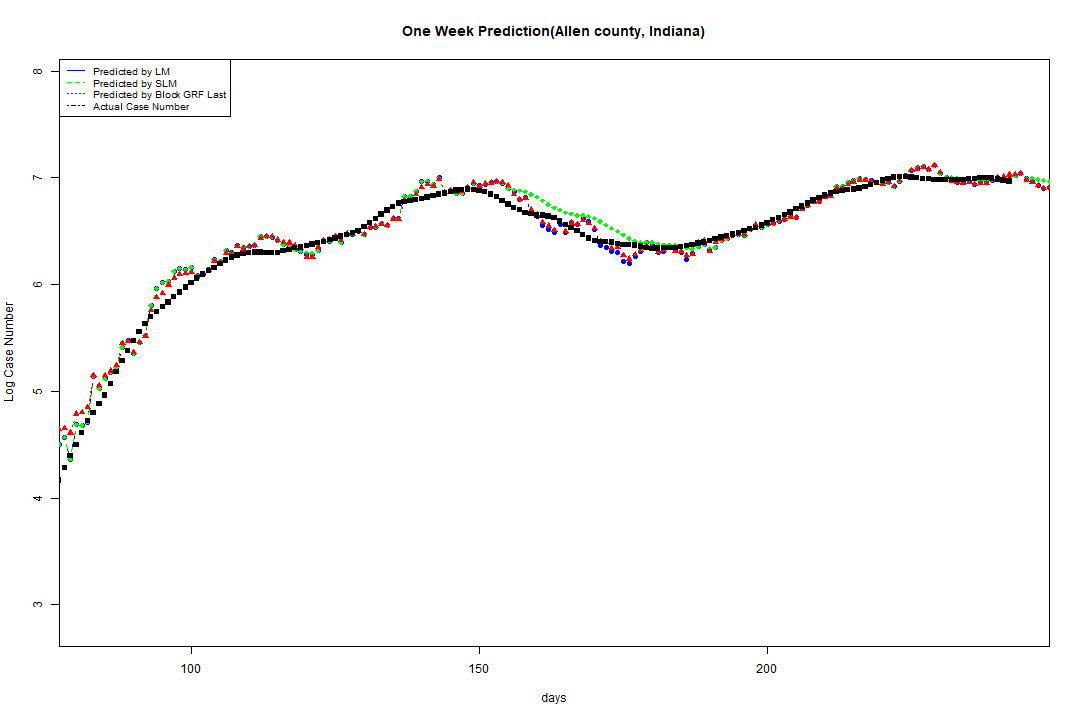 One Week Prediction(Allen county, Indiana)
Predicted by LM
Predicted by SLM
Predicted by Block GRF Last
Actual Case Number
8
7
6
5
4
3
Log Case Number
100
150
200
days